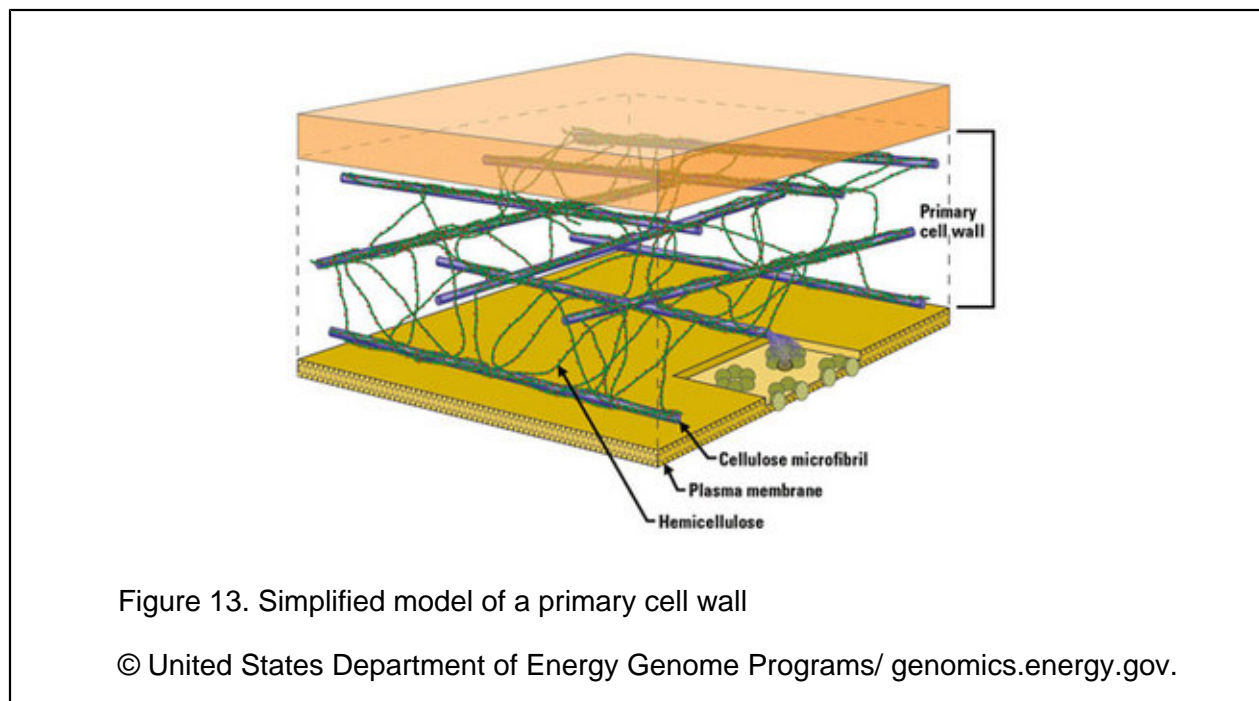 Primary
cell wall
Cellulose microfibril
Plasma membrane
Hemicellulose
Figure 13. Simplified model of a primary cell wall
© United States Department of Energy Genome Programs/ genomics.energy.gov.